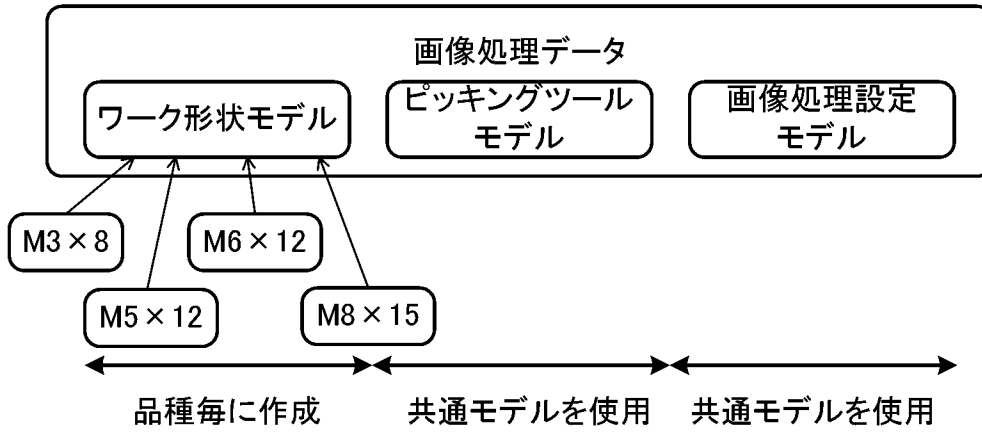 画像処理データ
ワーク形状モデル
ピッキングツール
モデル
画像処理設定
モデル
M3×8
M6×12
M5×12
M8×15
品種毎に作成
共通モデルを使用
共通モデルを使用